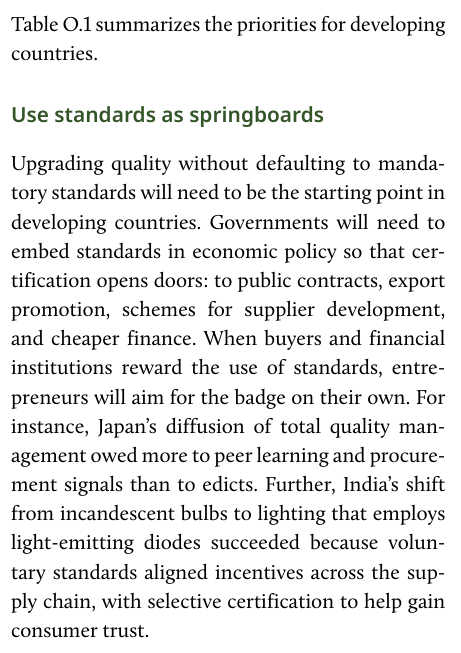 Table O.1 summarizes the priorities for developing
countries.
Use standards as springboards
Upgrading quality without defaulting to manda-
tory standards will need to be the starting point in
developing countries. Governments will need to
embed standards in economic policy so that cer-
tification opens doors: to public contracts, export
promotion, schemes for supplier development,
and cheaper finance. When buyers and financial
institutions reward the use of standards, entre-
preneurs will aim for the badge on their own. For
instance, Japan’s diffusion of total quality man-
agement owed more to peer learning and procure-
ment signals than to edicts. Further, India’s shift
from incandescent bulbs to lighting that employs
light-emitting diodes succeeded because volun-
tary standards aligned incentives across the sup-
ply chain, with selective certification to help gain
consumer trust.